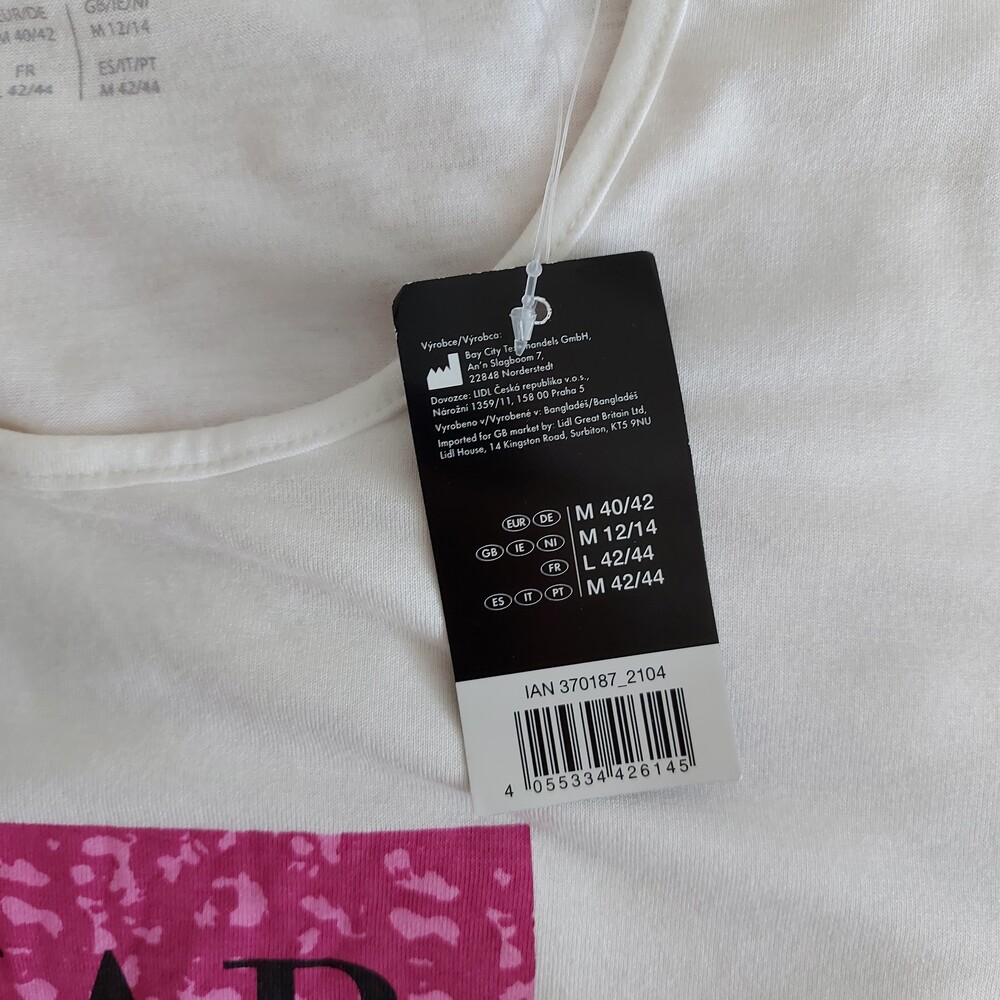 EUR/DE
M 40/42
GB/IE/NI
M 12/14
FR
L 42/44
ES/IT/PT
M 42/44
Výrobce/Výrobca:
Bay City GmbH,
An'n Slagboom 7,
22848 Norderstedt
Dovozce: LIDL Česká republika v.o.s.,
Nárožní 1359/11, 158 00 Praha 5
Vyrobeno v/Vyrobené v: Bangladéš/Bangladéš
Imported for GB market by: Lidl Great Britain Ltd,
Lidl House, 14 Kingston Road, Surbiton, KT5 9NU
EUR DE M 40/42
GB IE NI M 12/14
FR L 42/44
ES IT PT M 42/44
IAN 370187_2104
4 055334 426145